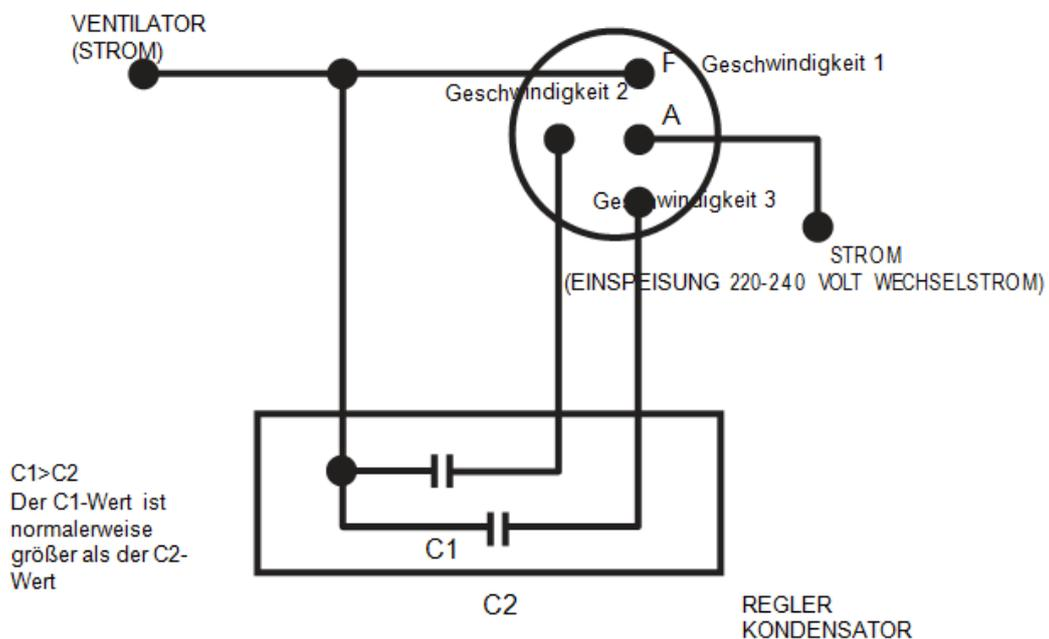 VENTILATOR
(STROM)
F
Geschwindigkeit 1
Geschwindigkeit 2
A
Geschwindigkeit 3
STROM
(EINSPEISUNG 220-240 VOLT WECHSELSTROM)
C1>C2
Der C1-Wert ist
normalerweise
größer als der C2-
Wert
C1
C2
REGLER
KONDENSATOR